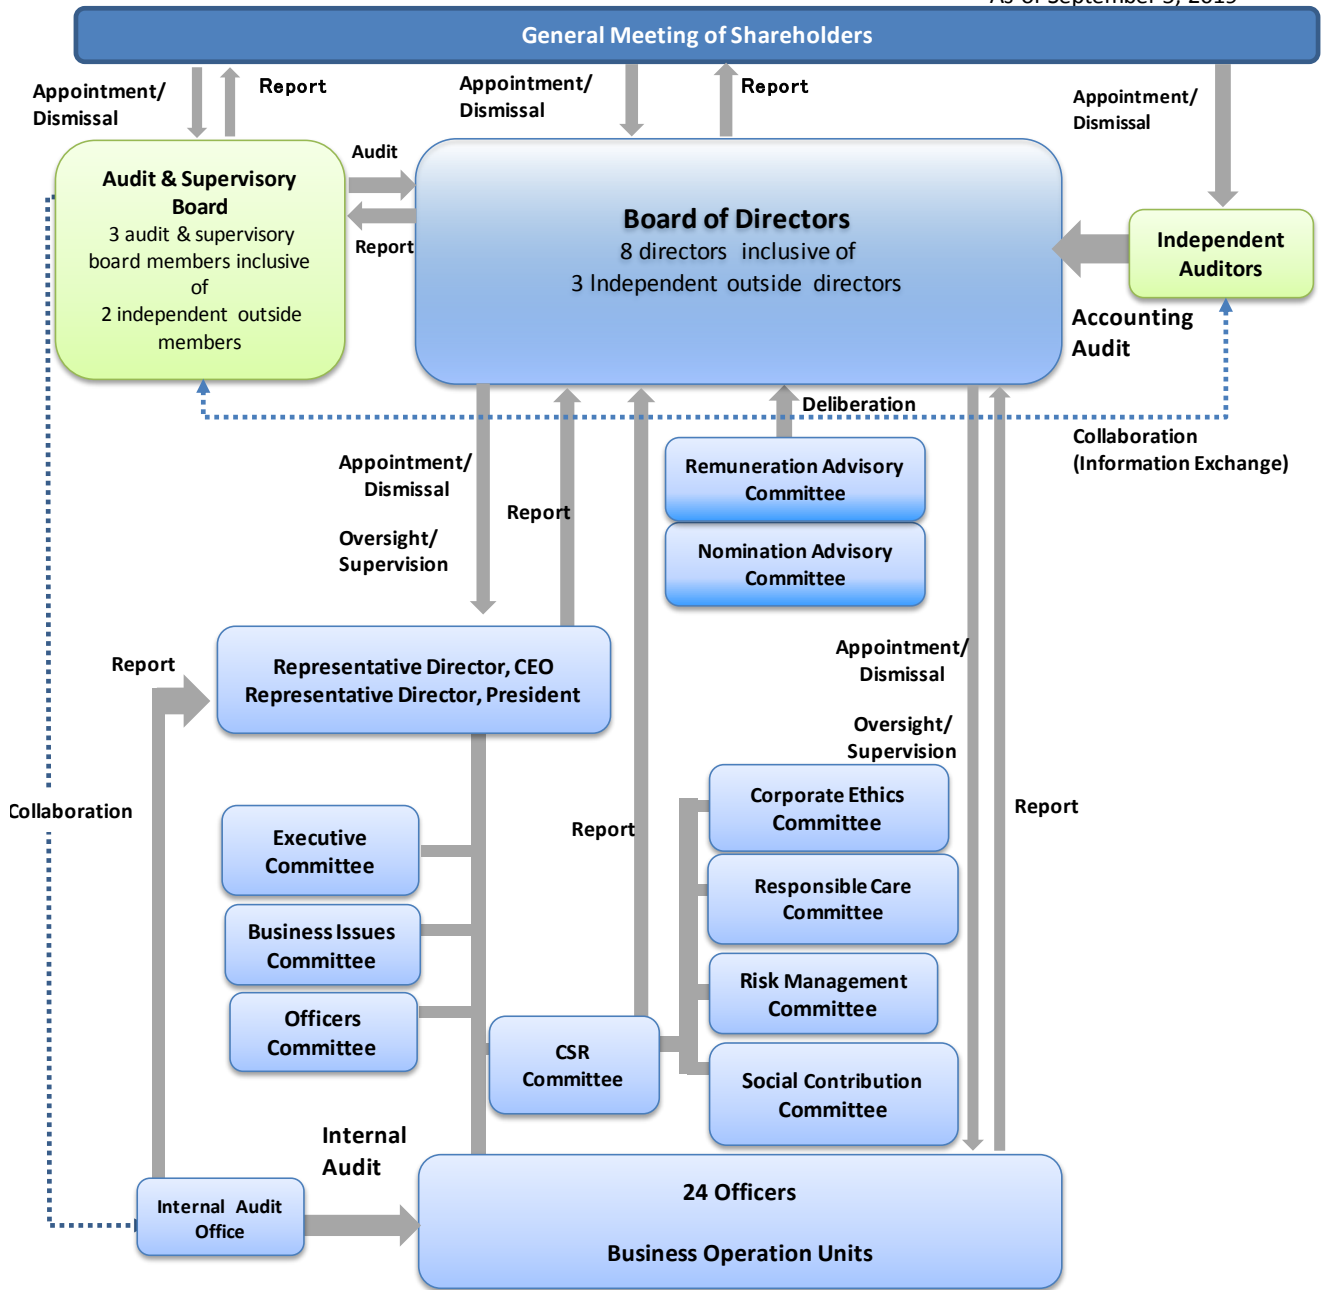 As of September 3, 2019
General Meeting of Shareholders
Appointment/
Dismissal
Report
Appointment/
Dismissal
Report
Appointment/
Dismissal
Audit & Supervisory
Board
3 audit & supervisory
board members inclusive
of
2 independent outside
members
Audit
Report
Board of Directors
8 directors inclusive of
3 Independent outside directors
Independent
Auditors
Accounting
Audit
Deliberation
Collaboration
(Information Exchange)
Appointment/
Dismissal
Oversight/
Supervision
Report
Remuneration Advisory
Committee
Nomination Advisory
Committee
Report
Representative Director, CEO
Representative Director, President
Appointment/
Dismissal
Oversight/
Supervision
Collaboration
Report
Report
Executive
Committee
Business Issues
Committee
Officers
Committee
CSR
Committee
Corporate Ethics
Committee
Responsible Care
Committee
Risk Management
Committee
Social Contribution
Committee
Internal
Audit
Internal Audit
Office
24 Officers
Business Operation Units